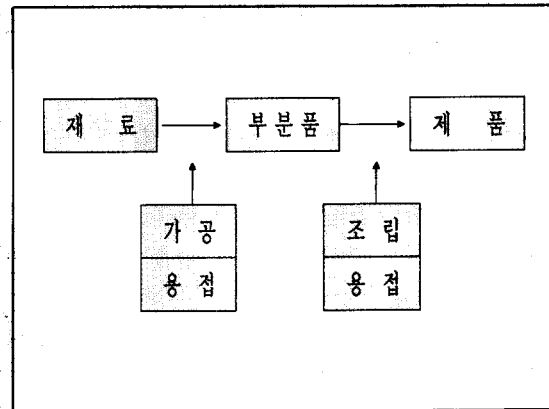 재 료 부분품 제 품
가 공 조 립
용 접 용 접